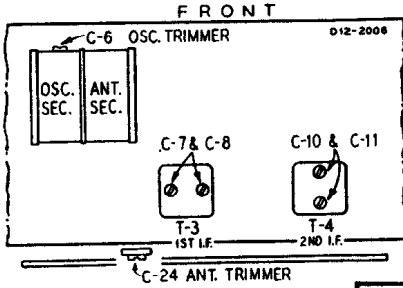 FRONT
C-6 OSC. TRIMMER
D12-2006
OSC. SEC.
ANT. SEC.
C-7 & C-8
C-10 & C-11
T-3
1ST I.F.
T-4
2ND I.F.
C-24 ANT. TRIMMER